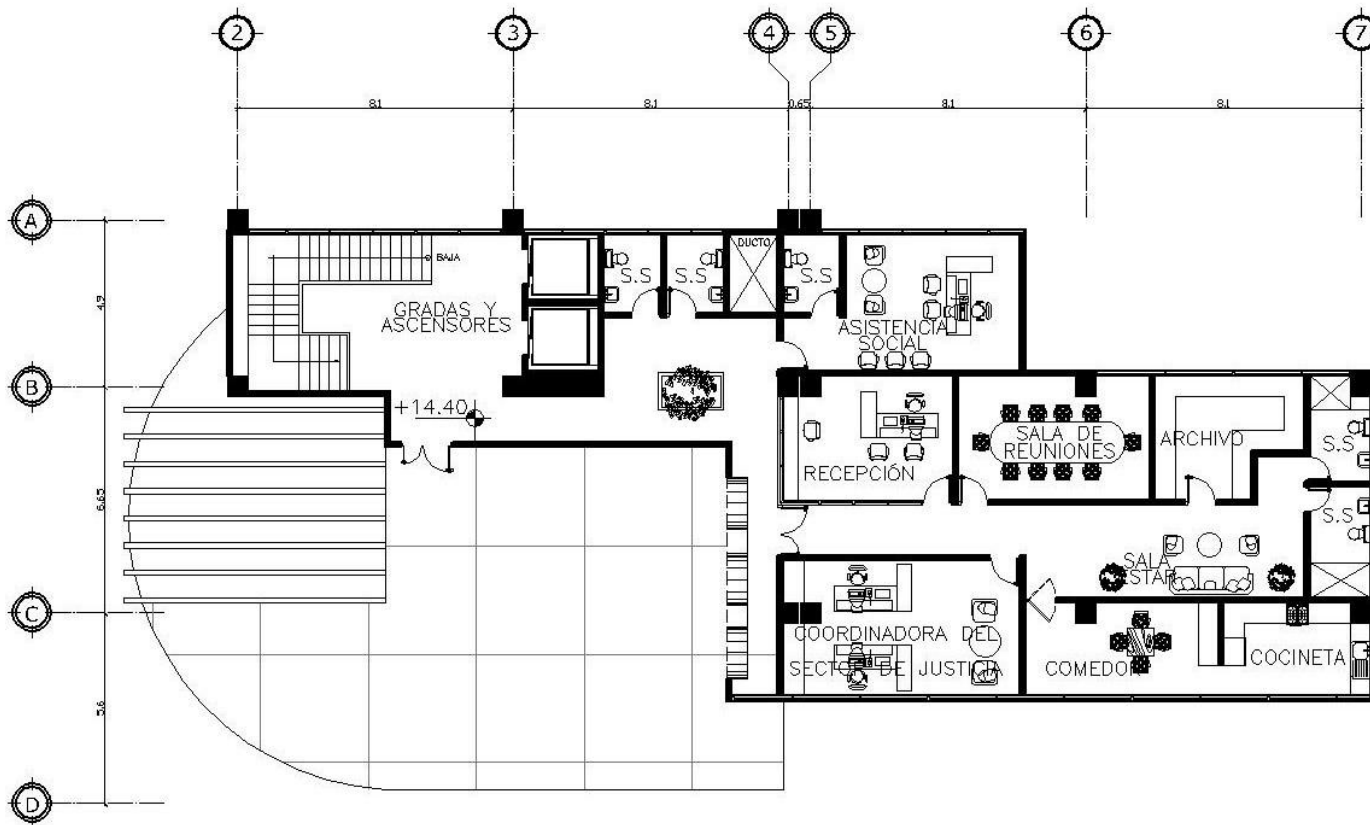 2
3
4
5
6
7
8.1
8.1
0.65
8.1
8.1
A
B
C
D
4.9
6.65
5.6
BAJA
GRADAS Y
ASCENSORES
S.S
S.S
DUCTO
S.S
ASISTENCIA
SOCIAL
+14.40
RECEPCIÓN
SALA DE
REUNIONES
ARCHIVO
S.S
S.S
SALA
ESTAR
COORDINADORA DEL
SECTOR DE JUSTICIA
COMEDOR
COCINETA